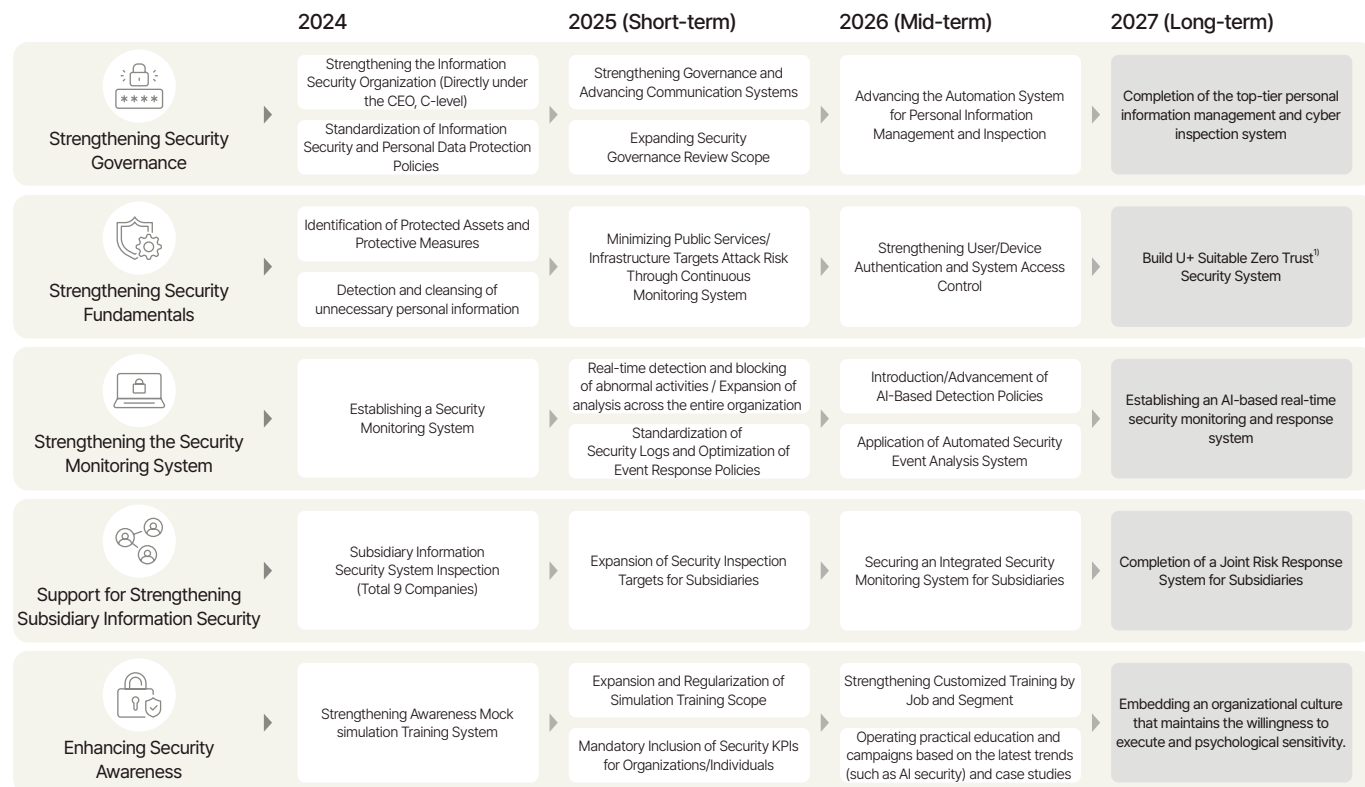 2024
2025 (Short-term)
2026 (Mid-term)
2027 (Long-term)
****
Strengthening Security
Governance
Strengthening the Information
Security Organization (Directly under
the CEO, C-level)
Standardization of Information
Security and Personal Data Protection
Policies
Strengthening Governance and
Advancing Communication Systems
Expanding Security
Governance Review Scope
Advancing the Automation System
for Personal Information
Management and Inspection
Completion of the top-tier personal
information management and cyber
inspection system
Strengthening Security
Fundamentals
Identification of Protected Assets and
Protective Measures
Detection and cleansing of
unnecessary personal information
Minimizing Public Services/
Infrastructure Targets Attack Risk
Through Continuous
Monitoring System
Strengthening User/Device
Authentication and System Access
Control
Build U+ Suitable Zero Trust1)
Security System
Strengthening the Security
Monitoring System
Establishing a Security
Monitoring System
Real-time detection and blocking
of abnormal activities / Expansion of
analysis across the entire organization
Standardization of
Security Logs and Optimization of
Event Response Policies
Introduction/Advancement of
AI-Based Detection Policies
Application of Automated Security
Event Analysis System
Establishing an AI-based real-time
security monitoring and response
system
Support for Strengthening
Subsidiary Information Security
Subsidiary Information
Security System Inspection
(Total 9 Companies)
Expansion of Security Inspection
Targets for Subsidiaries
Securing an Integrated Security
Monitoring System for Subsidiaries
Completion of a Joint Risk Response
System for Subsidiaries
Enhancing Security
Awareness
Strengthening Awareness Mock
simulation Training System
Expansion and Regularization of
Simulation Training Scope
Mandatory Inclusion of Security KPIs
for Organizations/Individuals
Strengthening Customized Training by
Job and Segment
Operating practical education and
campaigns based on the latest trends
(such as AI security) and case studies
Embedding an organizational culture
that maintains the willingness to
execute and psychological sensitivity.